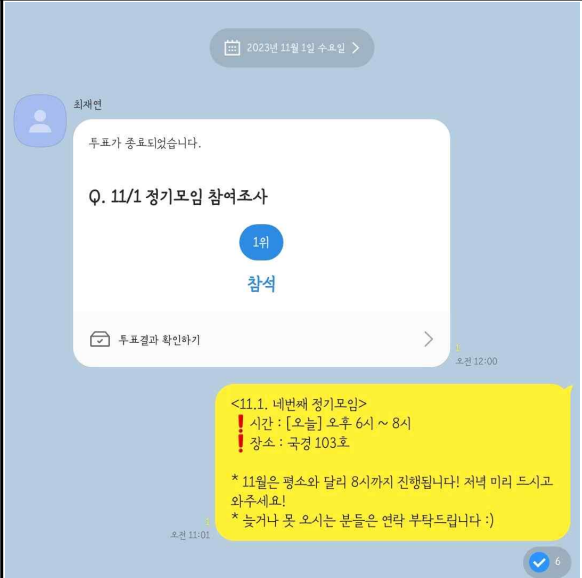 2023년 11월 1일 수요일
최재연
투표가 종료되었습니다.
Q. 11/1 정기모임 참여조사
1위
참석
투표결과 확인하기
오전 12:00
<11.1. 네번째 정기모임>
❗시간 : [오늘] 오후 6시 ~ 8시
❗장소 : 국경 103호
* 11월은 평소와 달리 8시까지 진행됩니다! 저녁 미리 드시고
와주세요!
* 늦거나 못 오시는 분들은 연락 부탁드립니다 :)
오전 11:01
6